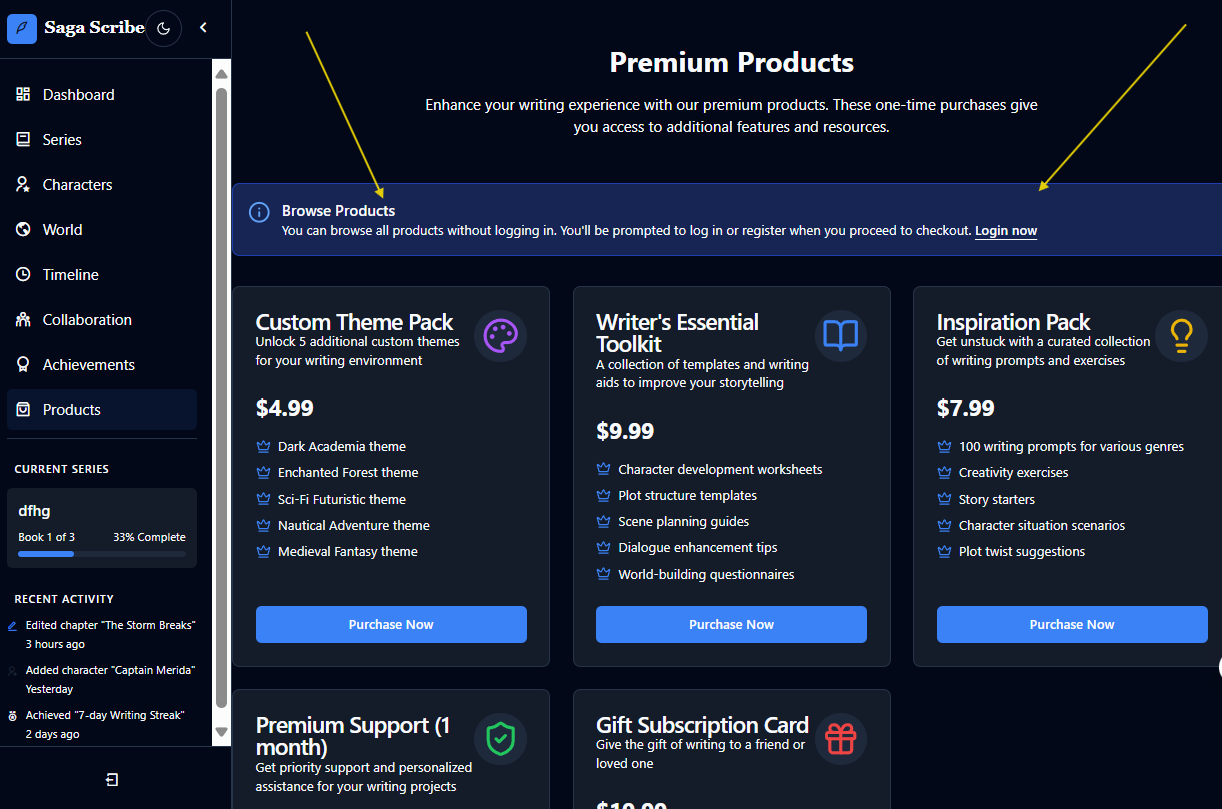 Saga Scribe
Dashboard
Series
Characters
World
Timeline
Collaboration
Achievements
Products
CURRENT SERIES
dfhg
Book 1 of 3 33% Complete
RECENT ACTIVITY
Edited chapter "The Storm Breaks"
3 hours ago
Added character "Captain Merida"
Yesterday
Achieved "7-day Writing Streak"
2 days ago
Premium Products
Enhance your writing experience with our premium products. These one-time purchases give
you access to additional features and resources.
Browse Products
You can browse all products without logging in. You'll be prompted to log in or register when you proceed to checkout. Login now
Custom Theme Pack
Unlock 5 additional custom themes
for your writing environment
$4.99
Dark Academia theme
Enchanted Forest theme
Sci-Fi Futuristic theme
Nautical Adventure theme
Medieval Fantasy theme
Purchase Now
Writer's Essential
Toolkit
A collection of templates and writing
aids to improve your storytelling
$9.99
Character development worksheets
Plot structure templates
Scene planning guides
Dialogue enhancement tips
World-building questionnaires
Purchase Now
Inspiration Pack
Get unstuck with a curated collection
of writing prompts and exercises
$7.99
100 writing prompts for various genres
Creativity exercises
Story starters
Character situation scenarios
Plot twist suggestions
Purchase Now
Premium Support (1
month)
Get priority support and personalized
assistance for your writing projects
Gift Subscription Card
Give the gift of writing to a friend or
loved one